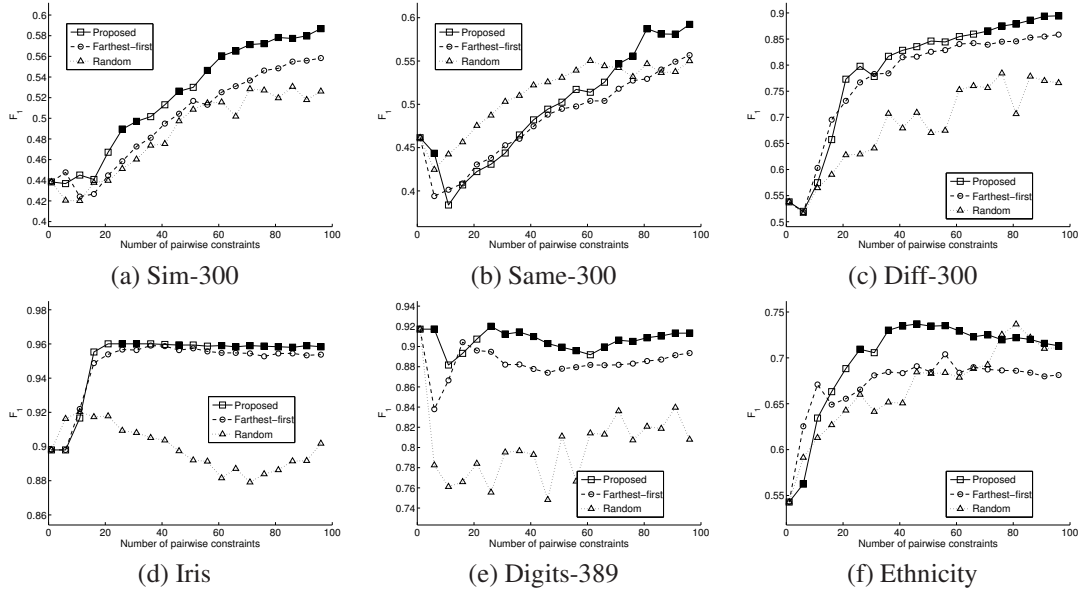 0.6
0.58
0.56
0.54
0.52
0.5
0.48
0.46
0.44
0.42
0.4
F1
Proposed
Farthest−first
Random
0 20 40 60 80 100
Number of pairwise constraints
(a) Sim-300
0.6
0.55
0.5
0.45
0.4
F1
Proposed
Farthest−first
Random
0 20 40 60 80 100
Number of pairwise constraints
(b) Same-300
0.9
0.85
0.8
0.75
0.7
0.65
0.6
0.55
0.5
F1
Proposed
Farthest−first
Random
0 20 40 60 80 100
Number of pairwise constraints
(c) Diff-300
0.98
0.96
0.94
0.92
0.9
0.88
0.86
F1
Proposed
Farthest−first
Random
0 20 40 60 80 100
Number of pairwise constraints
(d) Iris
0.94
0.92
0.9
0.88
0.86
0.84
0.82
0.8
0.78
0.76
0.74
F1
Proposed
Farthest−first
Random
0 20 40 60 80 100
Number of pairwise constraints
(e) Digits-389
0.75
0.7
0.65
0.6
0.55
F1
Proposed
Farthest−first
Random
0 20 40 60 80 100
Number of pairwise constraints
(f) Ethnicity